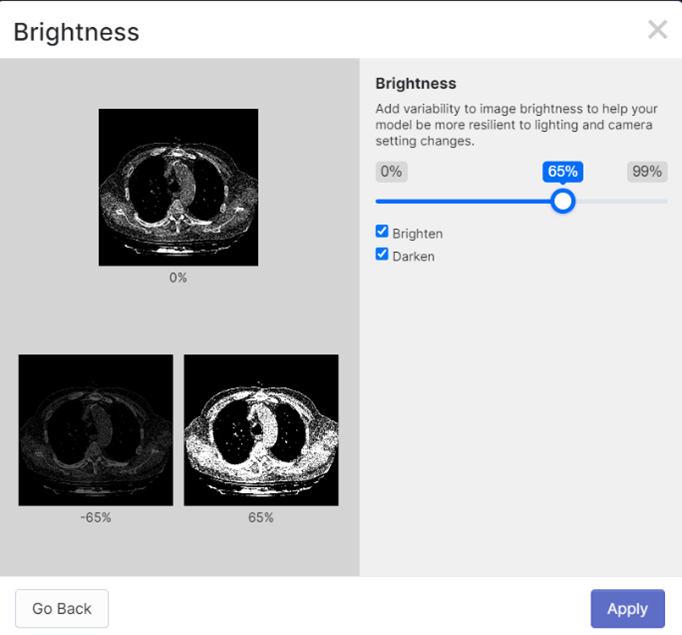 Brightness
Brightness
Add variability to image brightness to help your
model be more resilient to lighting and camera
setting changes.
0% 65% 99%
Brighten
Darken
0%
-65% 65%
Go Back Apply